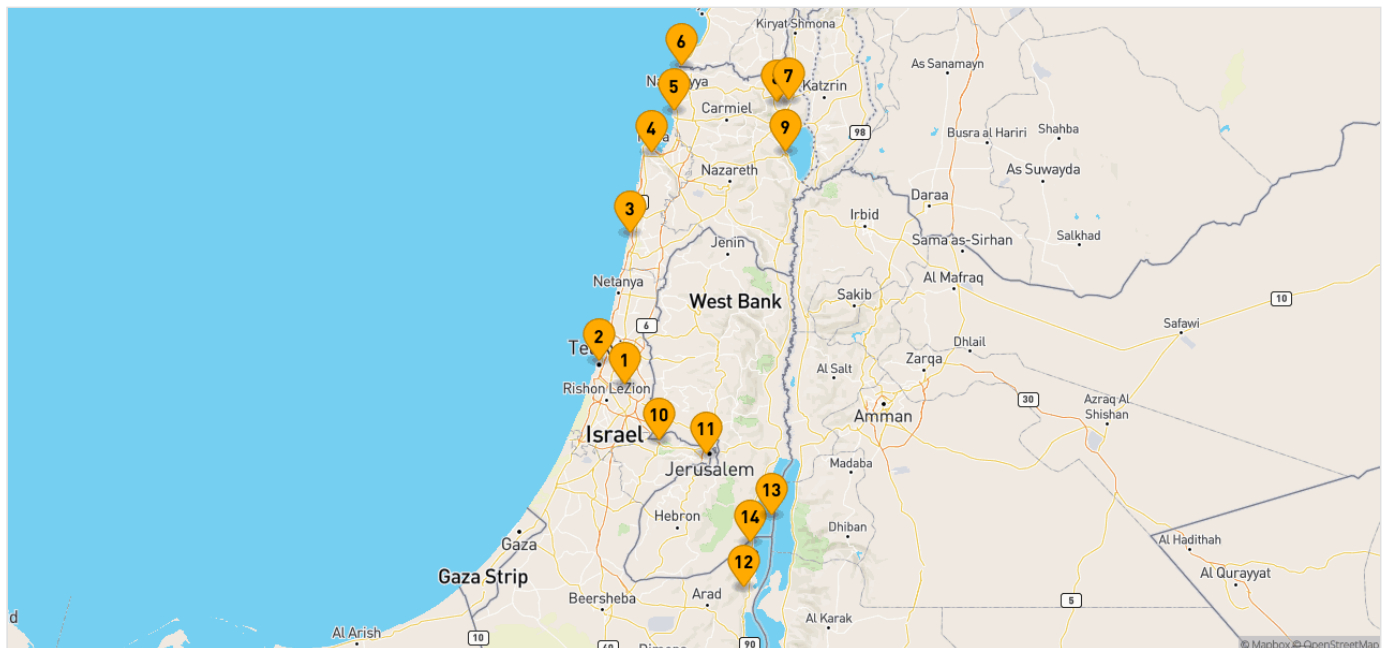 Kiryat Shmona
6
As Sanamayn
7
5
Katzrin
Carmiel
4
9
98
Shahba
Busra al Hariri
Nazareth
As Suwayda
3
Daraa
Irbid
Salkhad
Jenin
Sama as-Sirhan
Al Mafraq
Netanya
Sakib
10
West Bank
6
Safawi
2
Dhlail
1
Zarqa
Al Salt
Rishon LeZion
30
Azraq Al
Shishan
10
Amman
11
Israel
Jerusalem
Madaba
13
14
Hebron
Dhiban
Gaza
Al Hadithah
12
Gaza Strip
Al Qurayyat
Arad
Beersheba
5
Al Karak
d
Al Arish
10
90
© Mapbox © OpenStreetMap